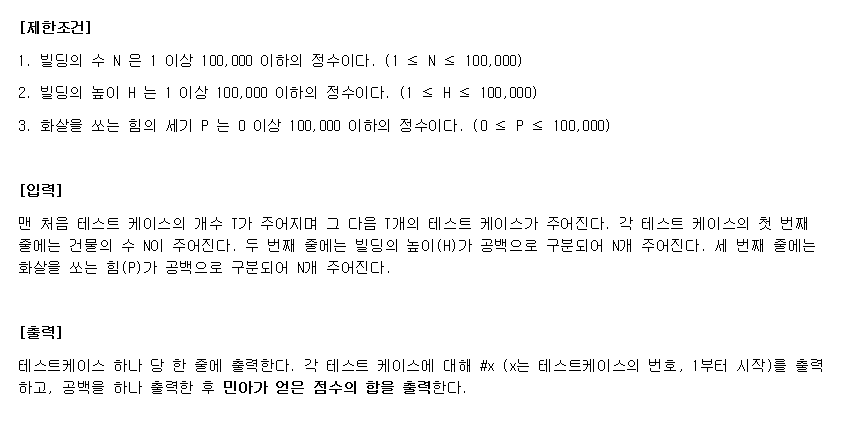 [제한조건]
1. 빌딩의 수 N 은 1 이상 100,000 이하의 정수이다. (1 ≤ N ≤ 100,000)
2. 빌딩의 높이 H 는 1 이상 100,000 이하의 정수이다. (1 ≤ H ≤ 100,000)
3. 화살을 쏘는 힘의 세기 P 는 0 이상 100,000 이하의 정수이다. (0 ≤ P ≤ 100,000)
[입력]
맨 처음 테스트 케이스의 개수 T가 주어지며 그 다음 T개의 테스트 케이스가 주어진다. 각 테스트 케이스의 첫 번째
줄에는 건물의 수 N이 주어진다. 두 번째 줄에는 빌딩의 높이(H)가 공백으로 구분되어 N개 주어진다. 세 번째 줄에는
화살을 쏘는 힘(P)가 공백으로 구분되어 N개 주어진다.
[출력]
테스트케이스 하나 당 한 줄에 출력한다. 각 테스트 케이스에 대해 #x (x는 테스트케이스의 번호, 1부터 시작)를 출력
하고, 공백을 하나 출력한 후 민아가 얻은 점수의 합을 출력한다.